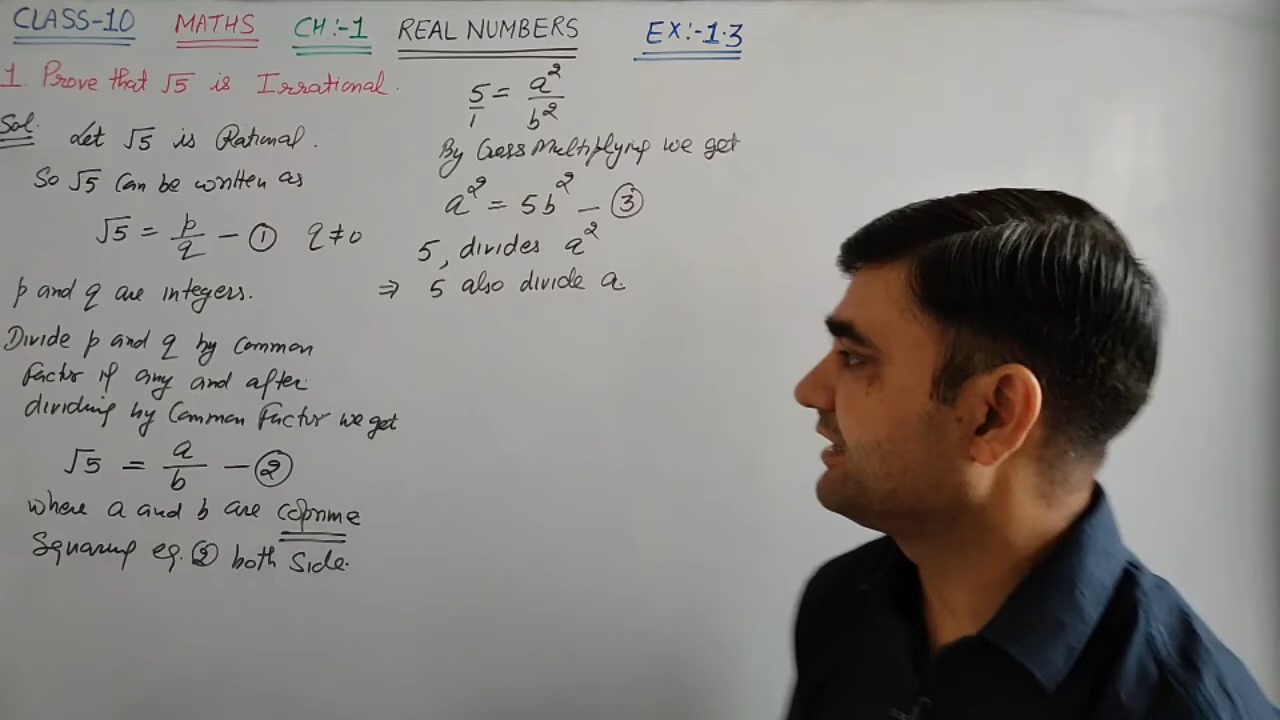 CLASS-10 MATHS CH:-1 REAL NUMBERS EX:-1.3
1. Prove that √5 is Irrational.
Sol. Let √5 is Rational.
So √5 Can be written as
√5 = p/q - ① q ≠ 0
p and q are integers.
Divide p and q by Common
Factor if any and after
dividing by Common Factor we get
√5 = a/b - ②
where a and b are coprime
Squaring eq. ② both Side.
5/1 = a²/b²
By Cross Multiplying we get
a² = 5b² - ③
5, divides a²
⇒ 5 also divide a.